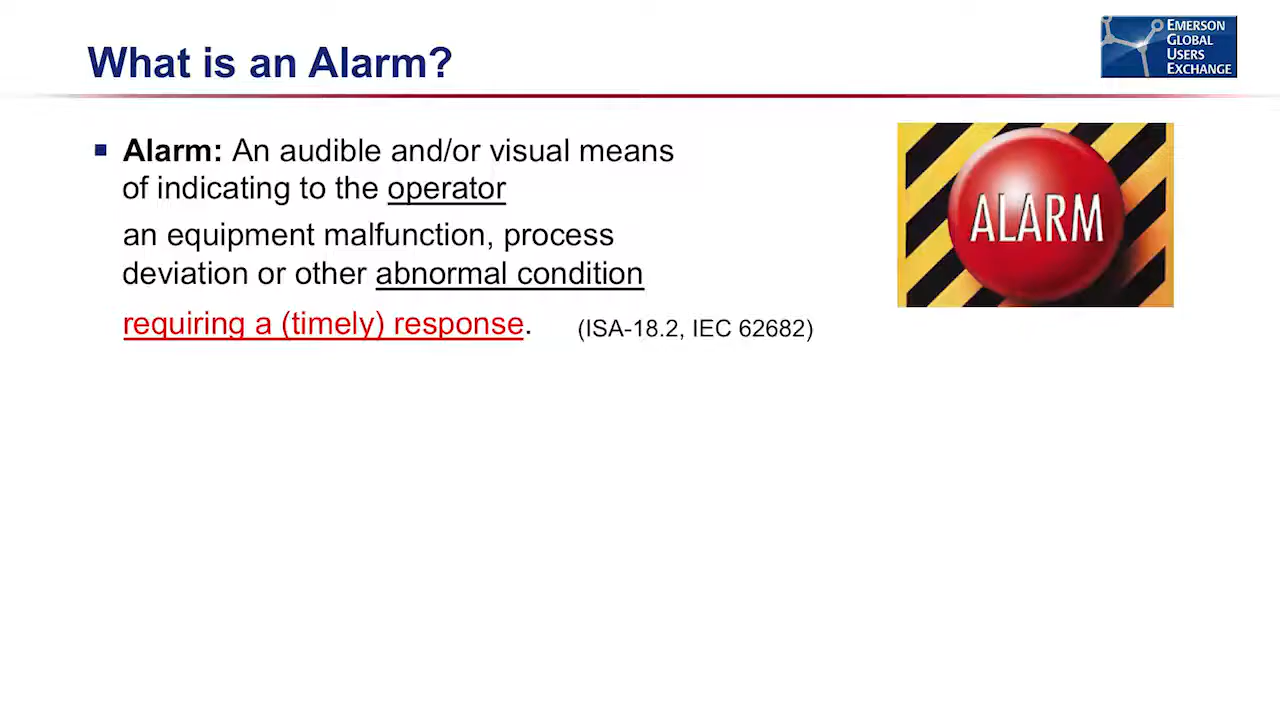 What is an Alarm?
EMERSON
GLOBAL
USERS
EXCHANGE
Alarm: An audible and/or visual means
of indicating to the operator
an equipment malfunction, process
deviation or other abnormal condition
requiring a (timely) response. (ISA-18.2, IEC 62682)
ALARM